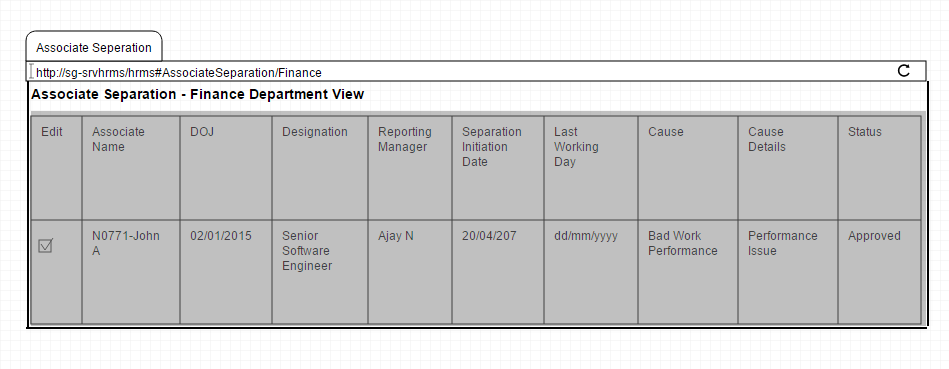 Associate Seperation
http://sg-srvhrms/hrms#AssociateSeparation/Finance
Associate Separation - Finance Department View
Edit
Associate
Name
DOJ
Designation
Reporting
Manager
Separation
Initiation
Date
Last
Working
Day
Cause
Cause
Details
Status
N0771-John
A
02/01/2015
Senior
Software
Engineer
Ajay N
20/04/207
dd/mm/yyyy
Bad Work
Performance
Performance
Issue
Approved